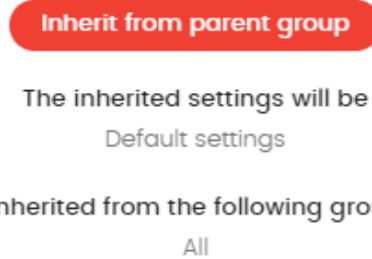 Inherit from parent group
The inherited settings will be
Default settings
nherited from the following gro
All